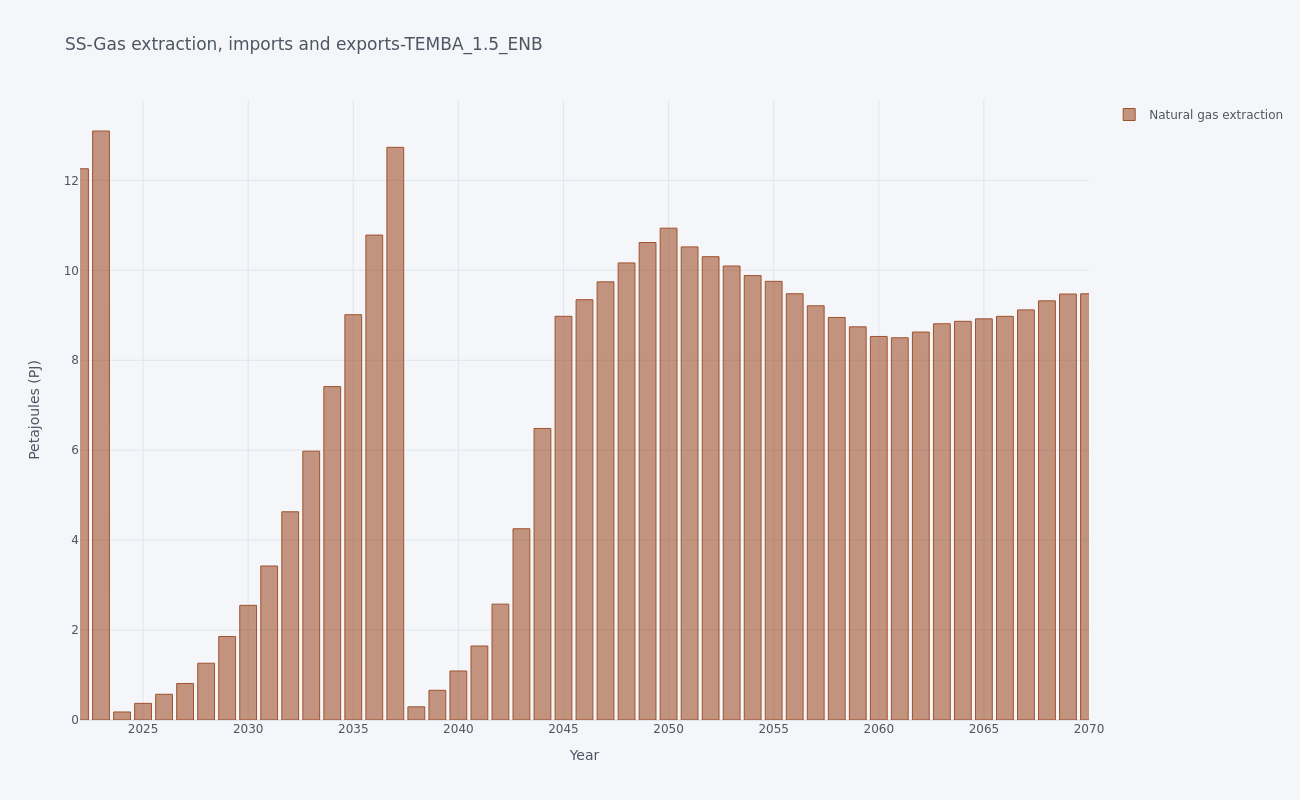 SS-Gas extraction, imports and exports-TEMBA_1.5_ENB
Natural gas extraction
Petajoules (PJ)
12
10
8
6
4
2
0
2025 2030 2035 2040 2045 2050 2055 2060 2065 2070
Year